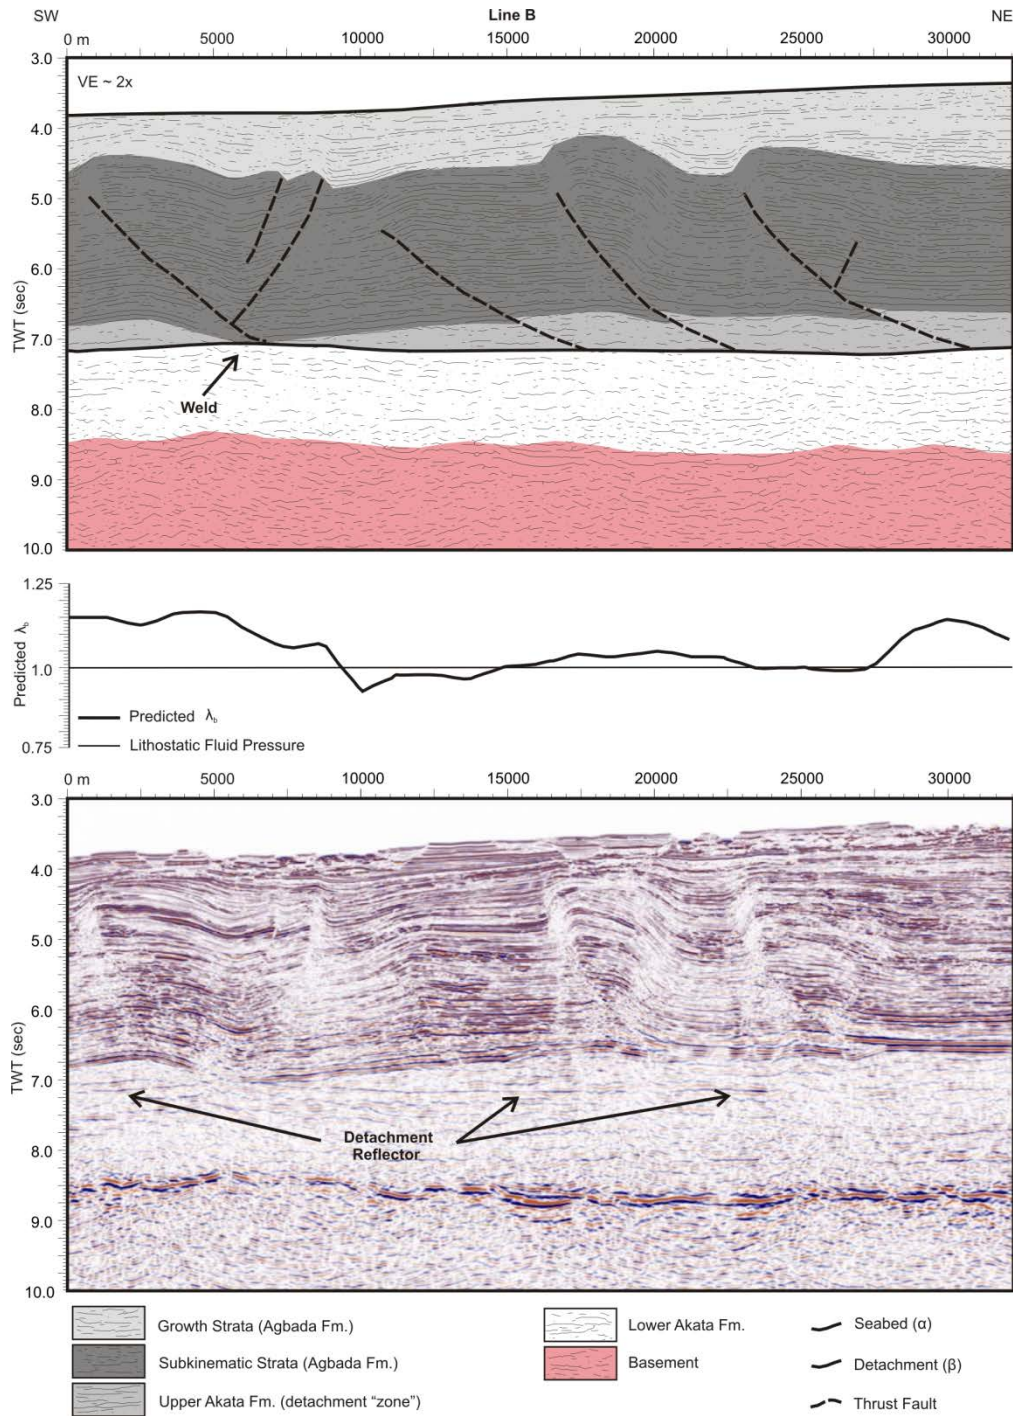 SW Line B NE
0 m 5000 10000 15000 20000 25000 30000
3.0
VE ~ 2x
4.0
5.0
6.0
TWT (sec)
7.0
Weld
8.0
9.0
10.0
1.25
Predicted λb
1.0
Predicted λb
Lithostatic Fluid Pressure
0.75
0 m 5000 10000 15000 20000 25000 30000
3.0
4.0
5.0
6.0
TWT (sec)
7.0
Detachment
Reflector
8.0
9.0
10.0
Growth Strata (Agbada Fm.)
Subkinematic Strata (Agbada Fm.)
Upper Akata Fm. (detachment “zone”)
Lower Akata Fm.
Basement
Seabed (α)
Detachment (β)
Thrust Fault